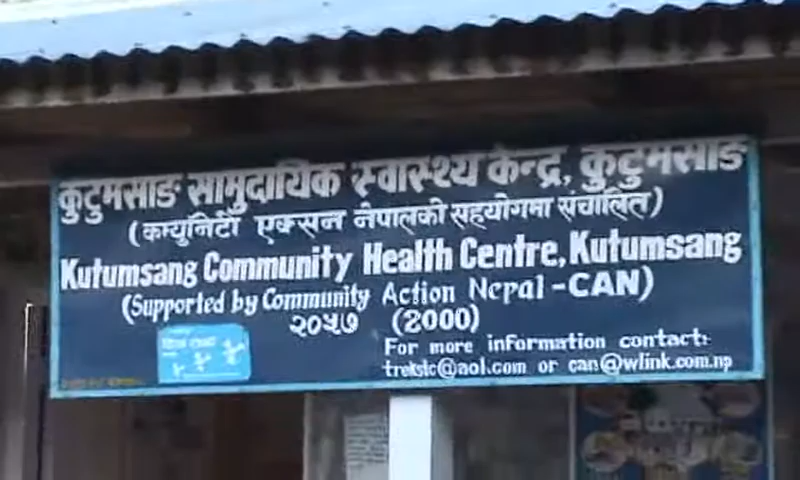 कुटुमसाङ सामुदायिक स्वास्थ्य केन्द्र, कुटुमसाङ
(कम्युनिटी एक्सन नेपालको सहयोगमा संचालित)
Kutumsang Community Health Centre, Kutumsang
(Supported by Community Action Nepal -CAN)
२०५७ (2000)
For more information contact:
trekslc@aol.com or can@wlink.com.np